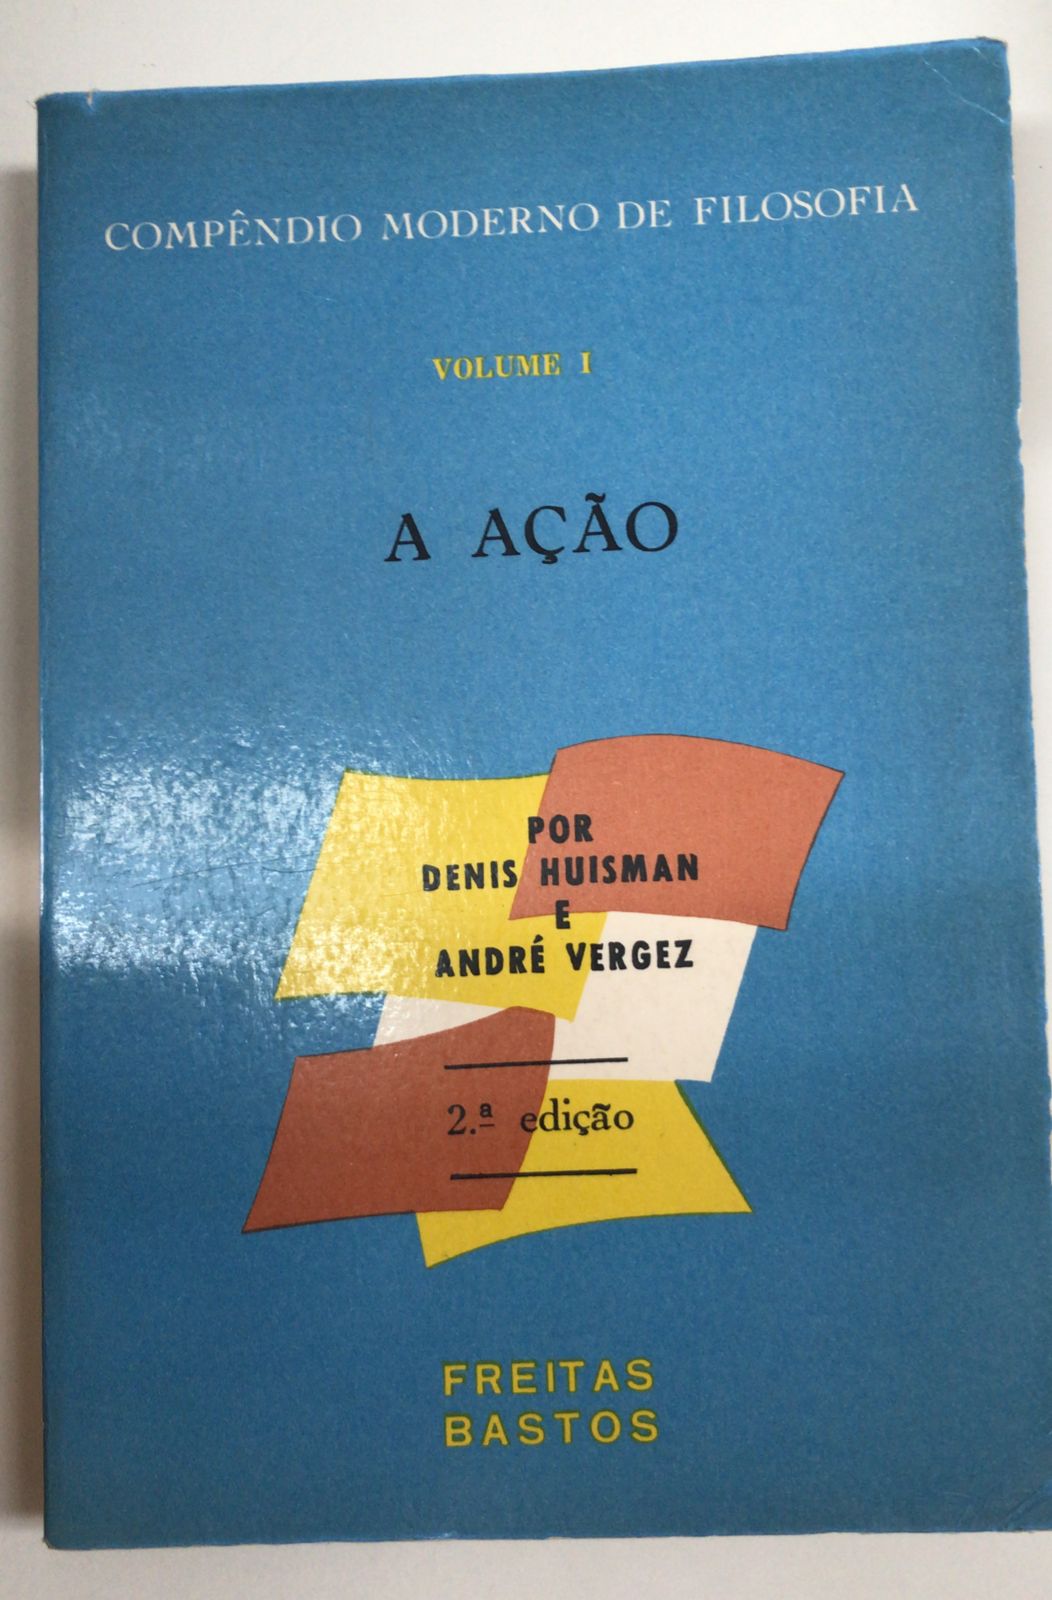 COMPÊNDIO MODERNO DE FILOSOFIA
VOLUME I
A AÇÃO
POR
DENIS HUISMAN
E
ANDRÉ VERGEZ
2.ª edição
FREITAS
BASTOS